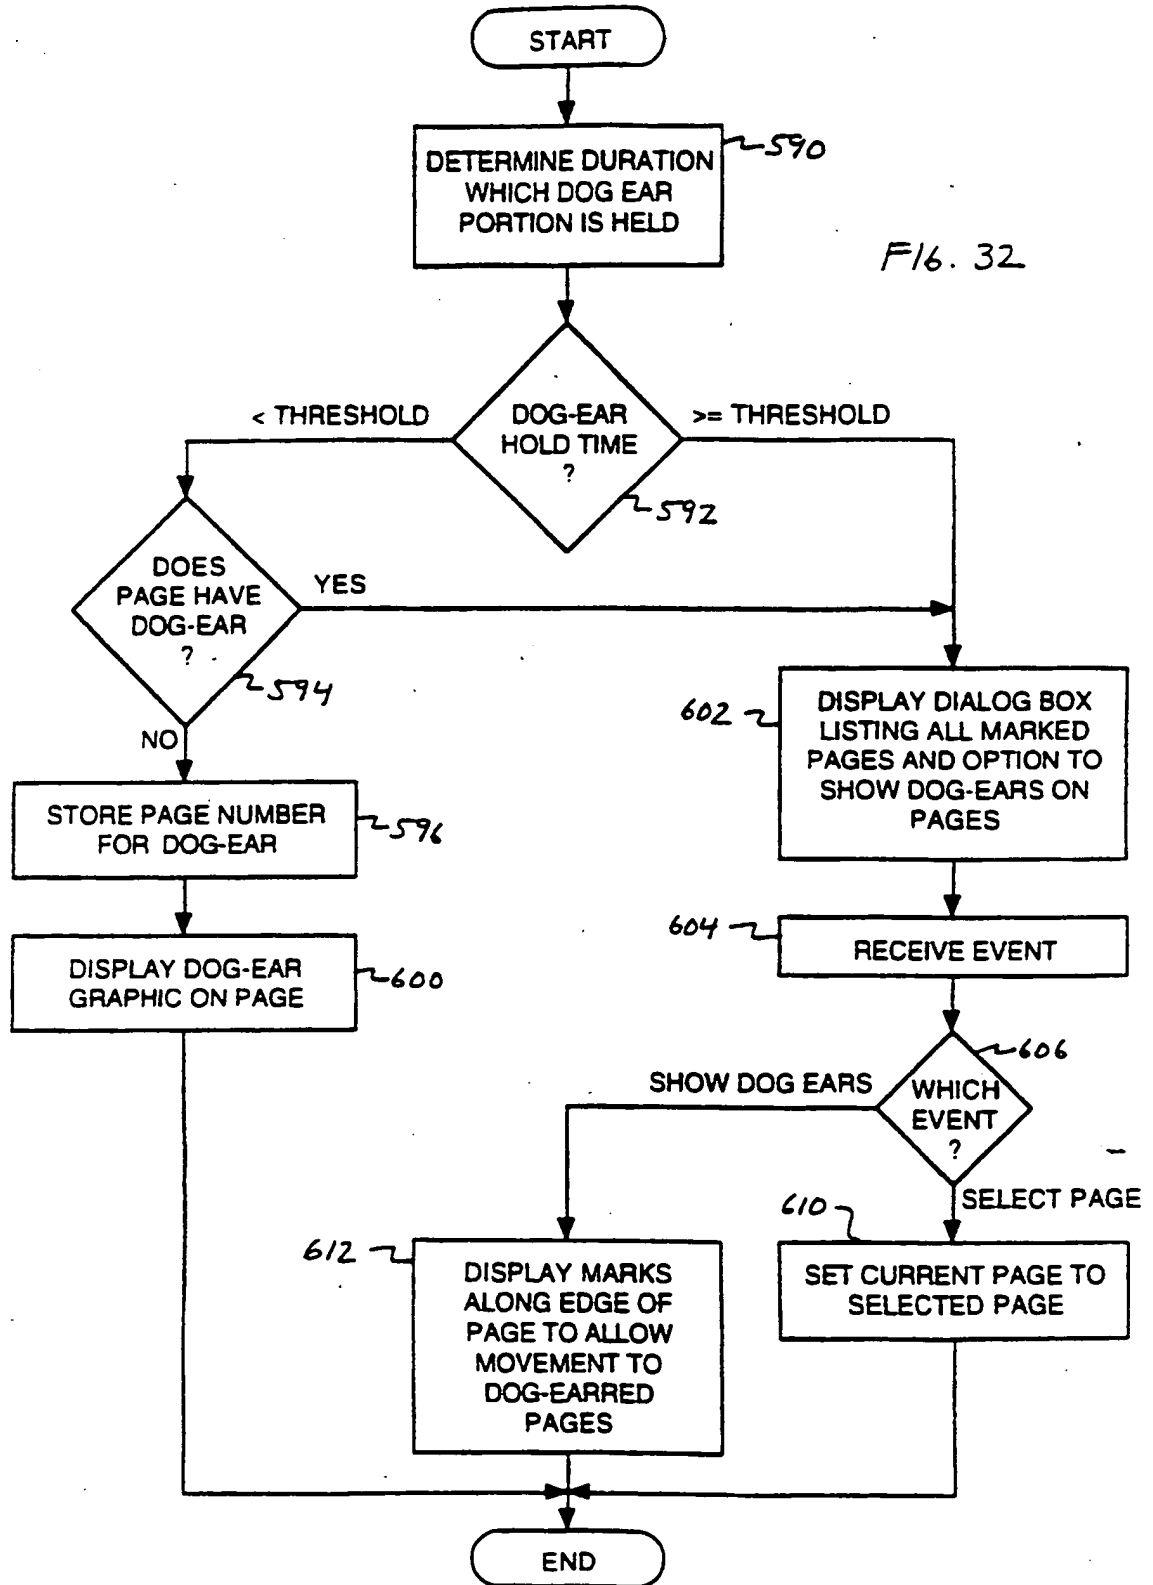 START
DETERMINE DURATION
WHICH DOG EAR
PORTION IS HELD
590
FIG. 32
< THRESHOLD
DOG-EAR
HOLD TIME
?
>= THRESHOLD
592
DOES
PAGE HAVE
DOG-EAR
?
YES
594
NO
602
DISPLAY DIALOG BOX
LISTING ALL MARKED
PAGES AND OPTION TO
SHOW DOG-EARS ON
PAGES
STORE PAGE NUMBER
FOR DOG-EAR
596
604
RECEIVE EVENT
DISPLAY DOG-EAR
GRAPHIC ON PAGE
600
606
SHOW DOG EARS
WHICH
EVENT
?
SELECT PAGE
610
612
DISPLAY MARKS
ALONG EDGE OF
PAGE TO ALLOW
MOVEMENT TO
DOG-EARRED
PAGES
SET CURRENT PAGE TO
SELECTED PAGE
END